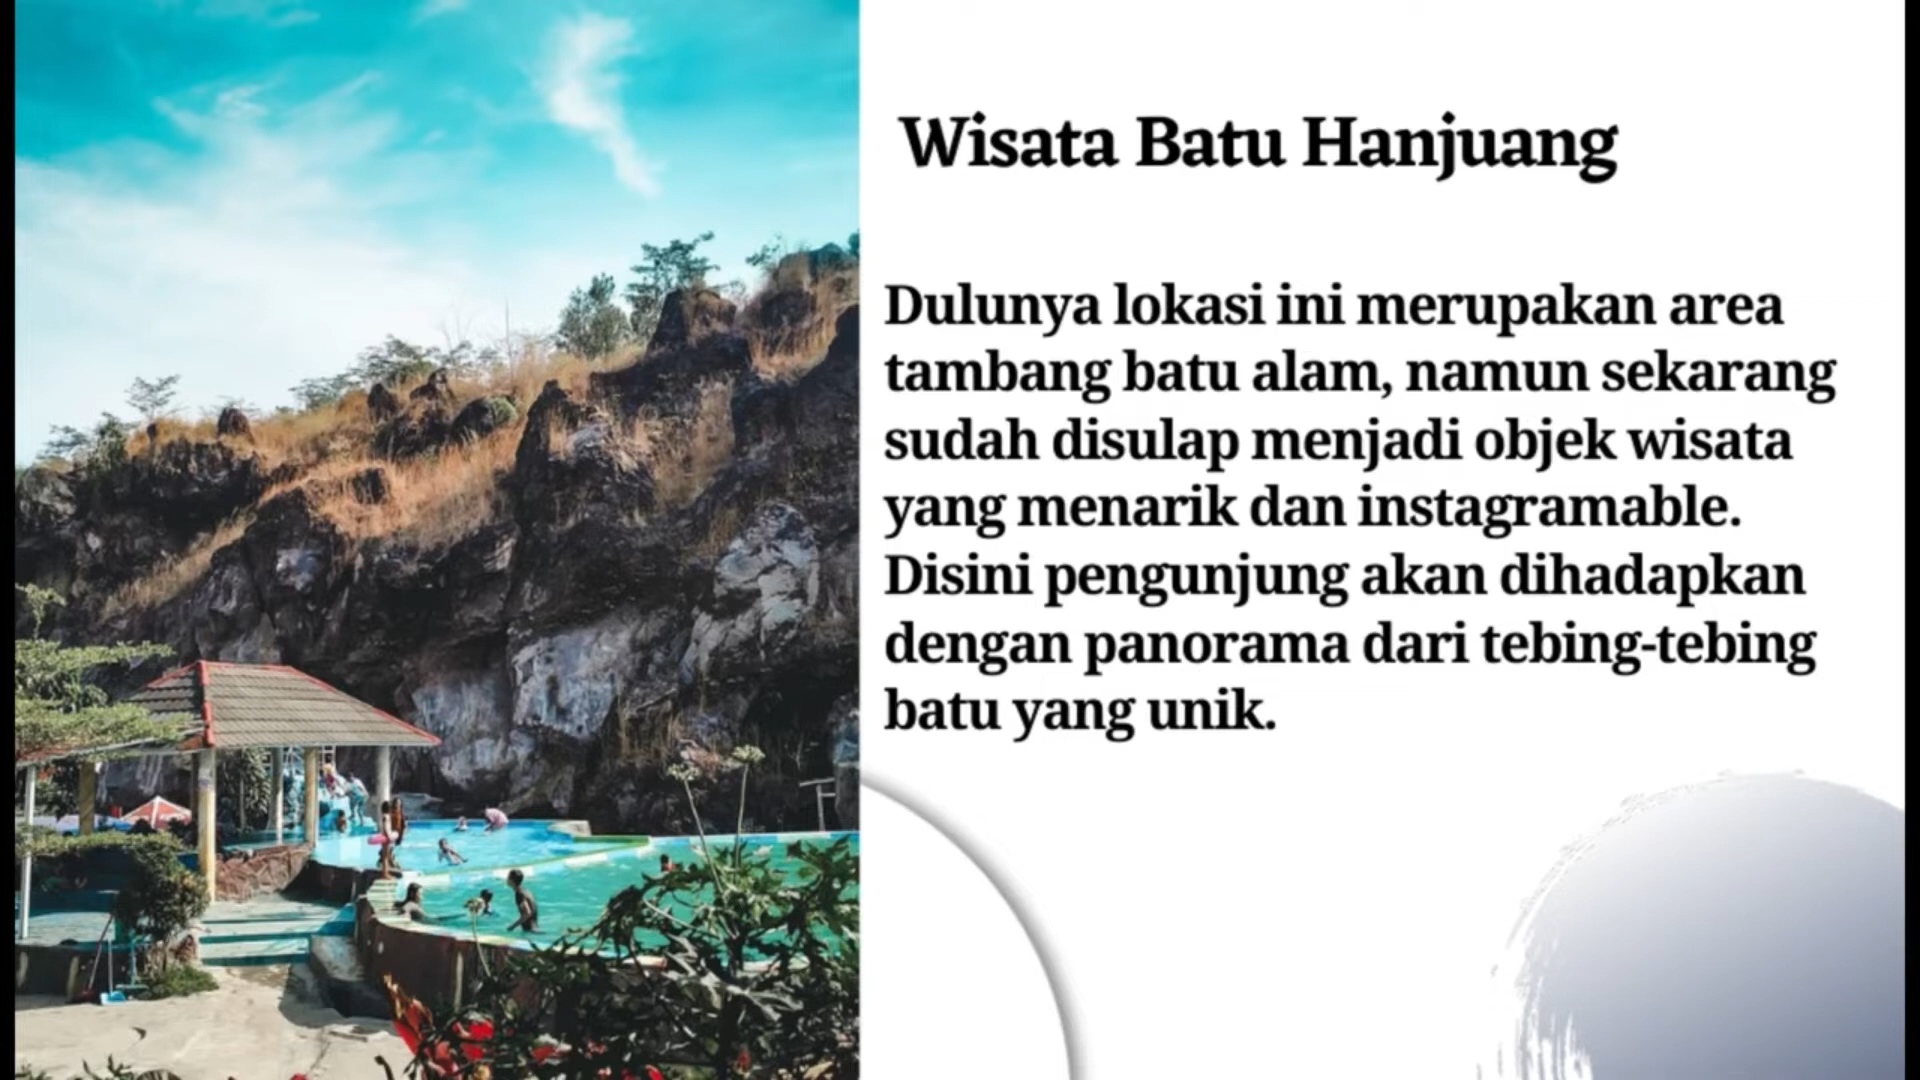 Wisata Batu Hanjuang
Dulunya lokasi ini merupakan area
tambang batu alam, namun sekarang
sudah disulap menjadi objek wisata
yang menarik dan instagramable.
Disini pengunjung akan dihadapkan
dengan panorama dari tebing-tebing
batu yang unik.